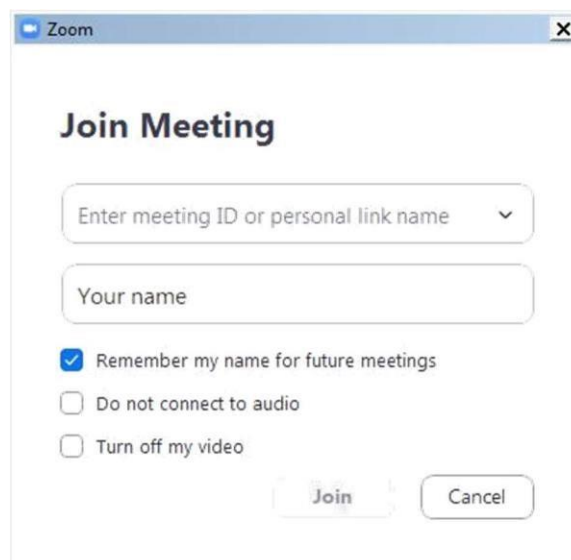 Zoom
Join Meeting
Enter meeting ID or personal link name
Your name
Remember my name for future meetings
Do not connect to audio
Turn off my video
Join Cancel